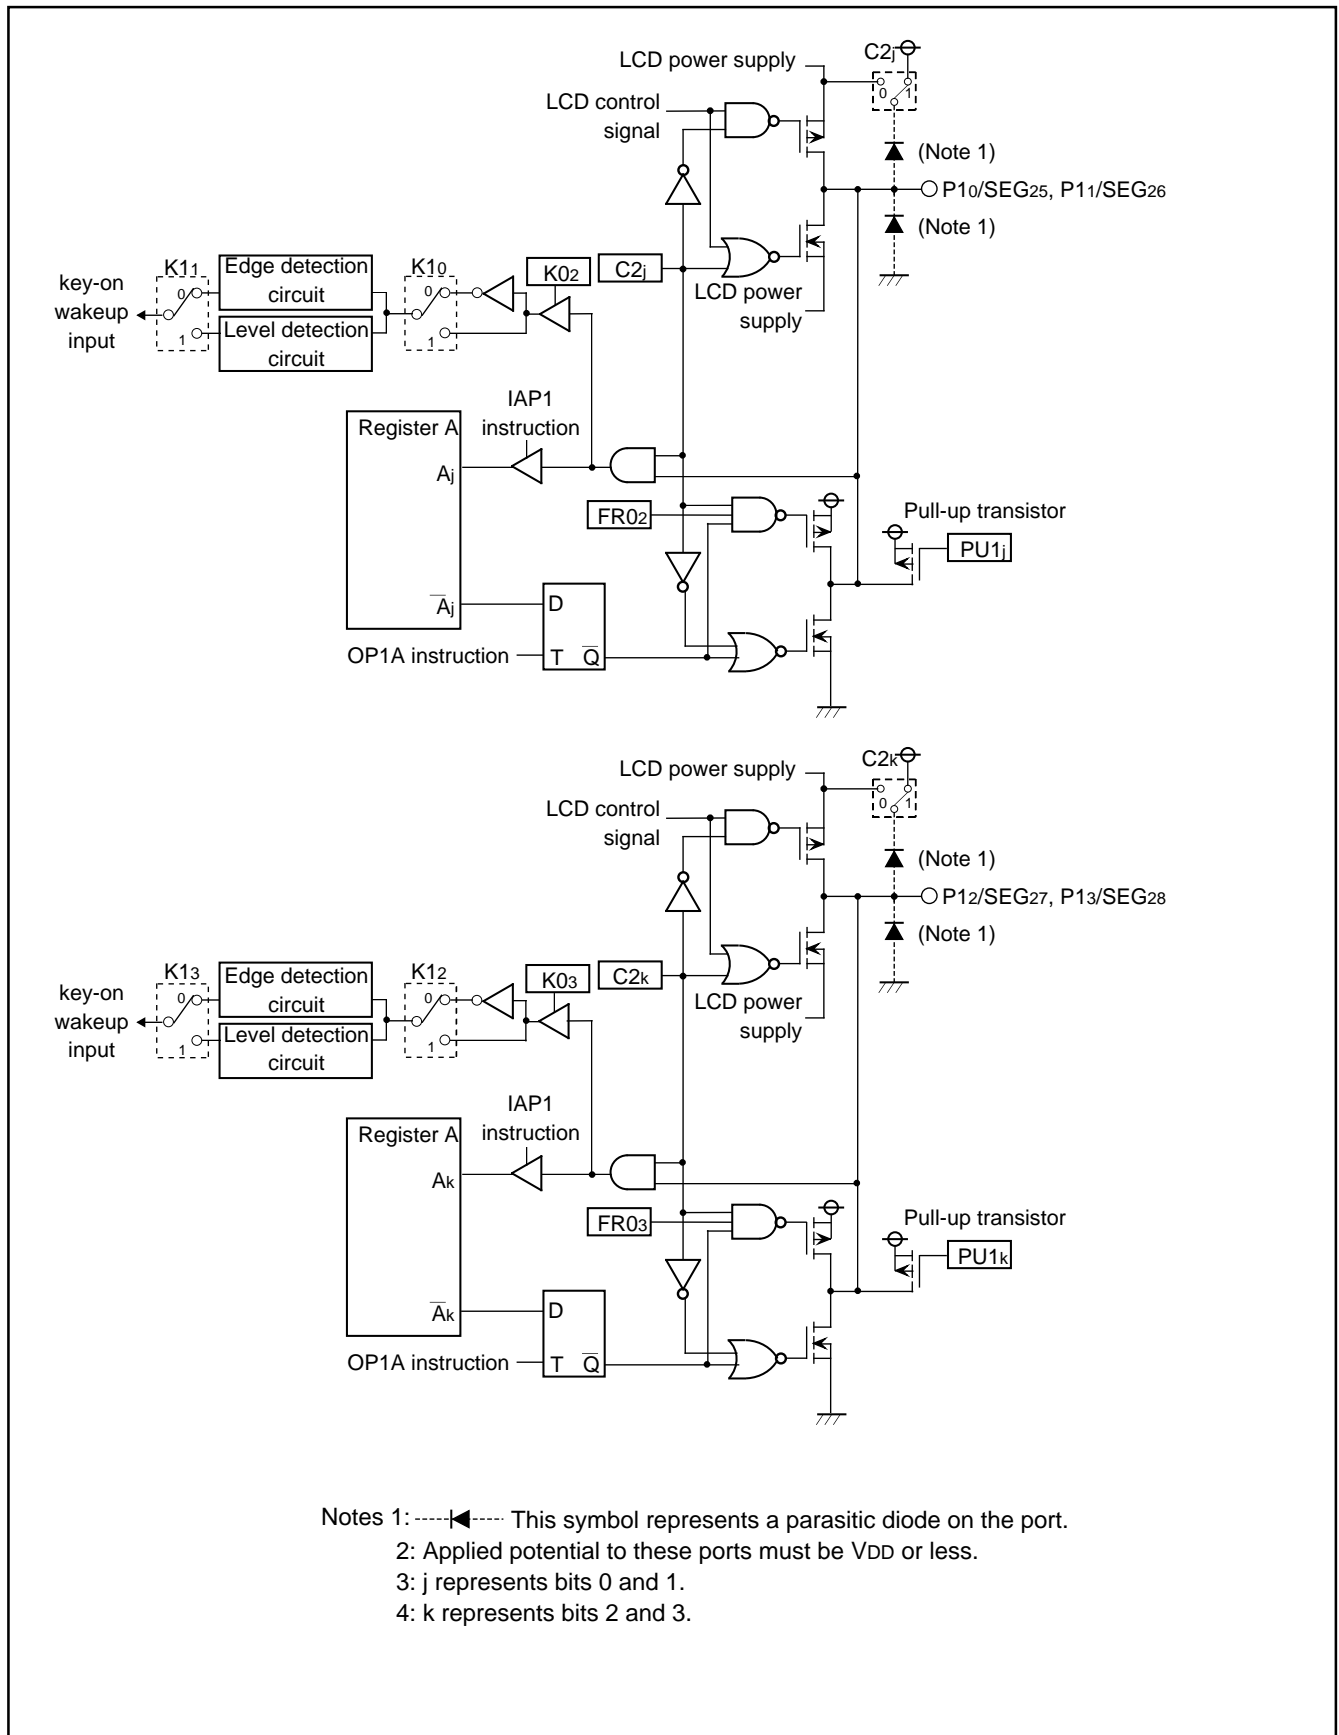 LCD power supply
C2j
0 1
LCD control
signal
(Note 1)
P10/SEG25, P11/SEG26
(Note 1)
key-on
wakeup
input
K11
0
1
Edge detection
circuit
Level detection
circuit
K10
0
1
K02
C2j
LCD power
supply
IAP1
instruction
Register A
Aj
FR02
Pull-up transistor
PU1j
A̅j
D
T Q̅
OP1A instruction
LCD power supply
C2k
0 1
LCD control
signal
(Note 1)
P12/SEG27, P13/SEG28
(Note 1)
key-on
wakeup
input
K13
0
1
Edge detection
circuit
Level detection
circuit
K12
0
1
K03
C2k
LCD power
supply
IAP1
instruction
Register A
Ak
FR03
Pull-up transistor
PU1k
A̅k
D
T Q̅
OP1A instruction
Notes 1: This symbol represents a parasitic diode on the port.
2: Applied potential to these ports must be VDD or less.
3: j represents bits 0 and 1.
4: k represents bits 2 and 3.